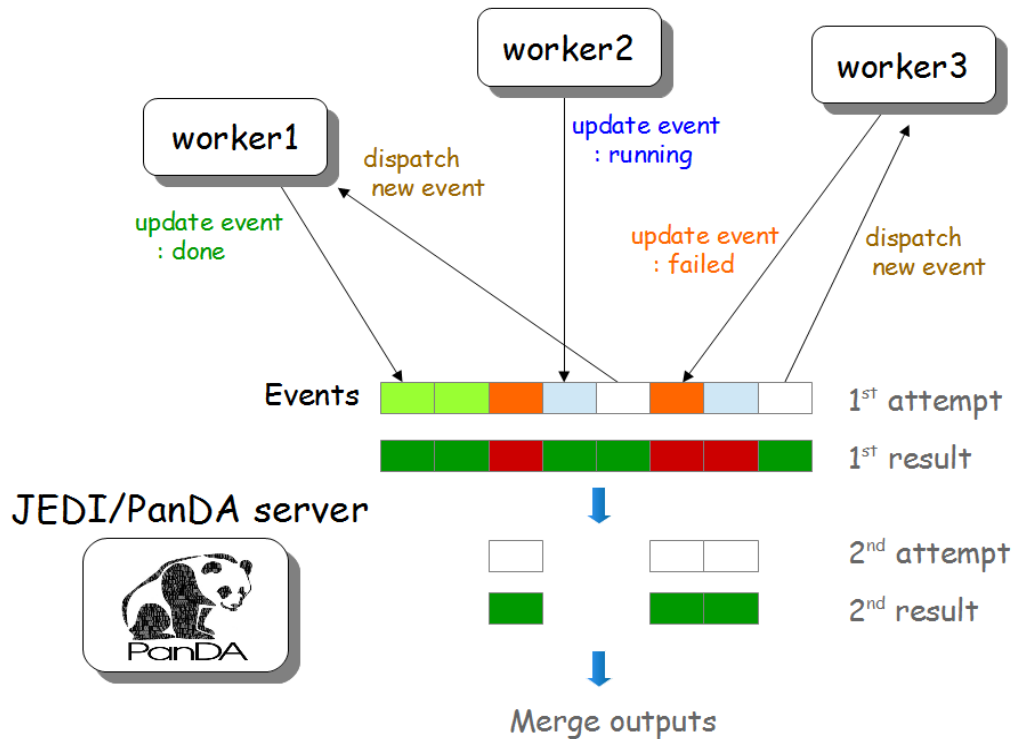 worker1
worker2
worker3
update event
: done
dispatch
new event
update event
: running
update event
: failed
dispatch
new event
Events
1st attempt
1st result
JEDI/PanDA server
PanDA
2nd attempt
2nd result
Merge outputs